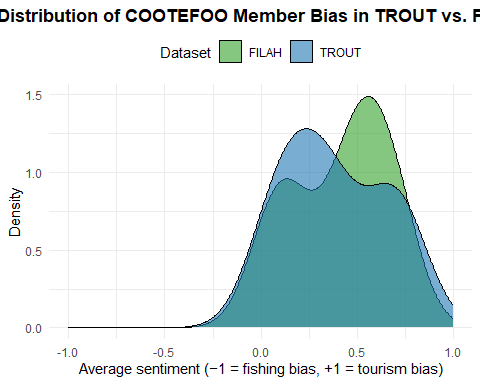 Distribution of COOTEFOO Member Bias in TROUT vs. F
Dataset FILAH TROUT
1.5
1.0
0.5
0.0
Density
-1.0 -0.5 0.0 0.5 1.0
Average sentiment (−1 = fishing bias, +1 = tourism bias)